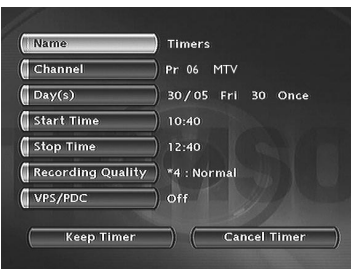 Name Timers
Channel Pr 06 MTV
Day(s) 30/05 Fri 30 Once
Start Time 10:40
Stop Time 12:40
Recording Quality *4 : Normal
VPS/PDC Off
Keep Timer Cancel Timer